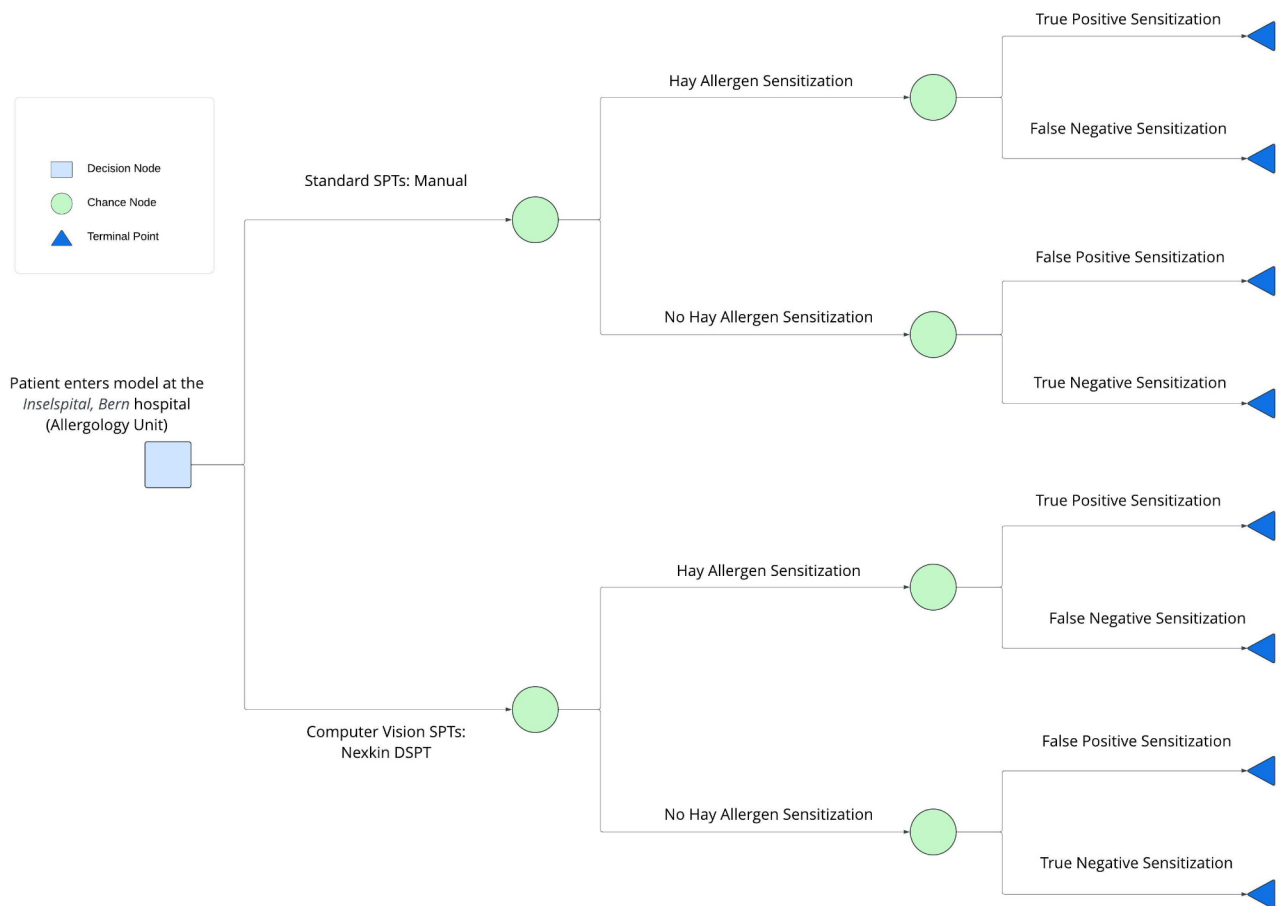 True Positive Sensitization
Hay Allergen Sensitization
False Negative Sensitization
Decision Node
Chance Node
Terminal Point
Standard SPTs: Manual
False Positive Sensitization
No Hay Allergen Sensitization
True Negative Sensitization
Patient enters model at the
Inselspital, Bern hospital
(Allergology Unit)
True Positive Sensitization
Hay Allergen Sensitization
False Negative Sensitization
Computer Vision SPTs:
Nexkin DSPT
False Positive Sensitization
No Hay Allergen Sensitization
True Negative Sensitization